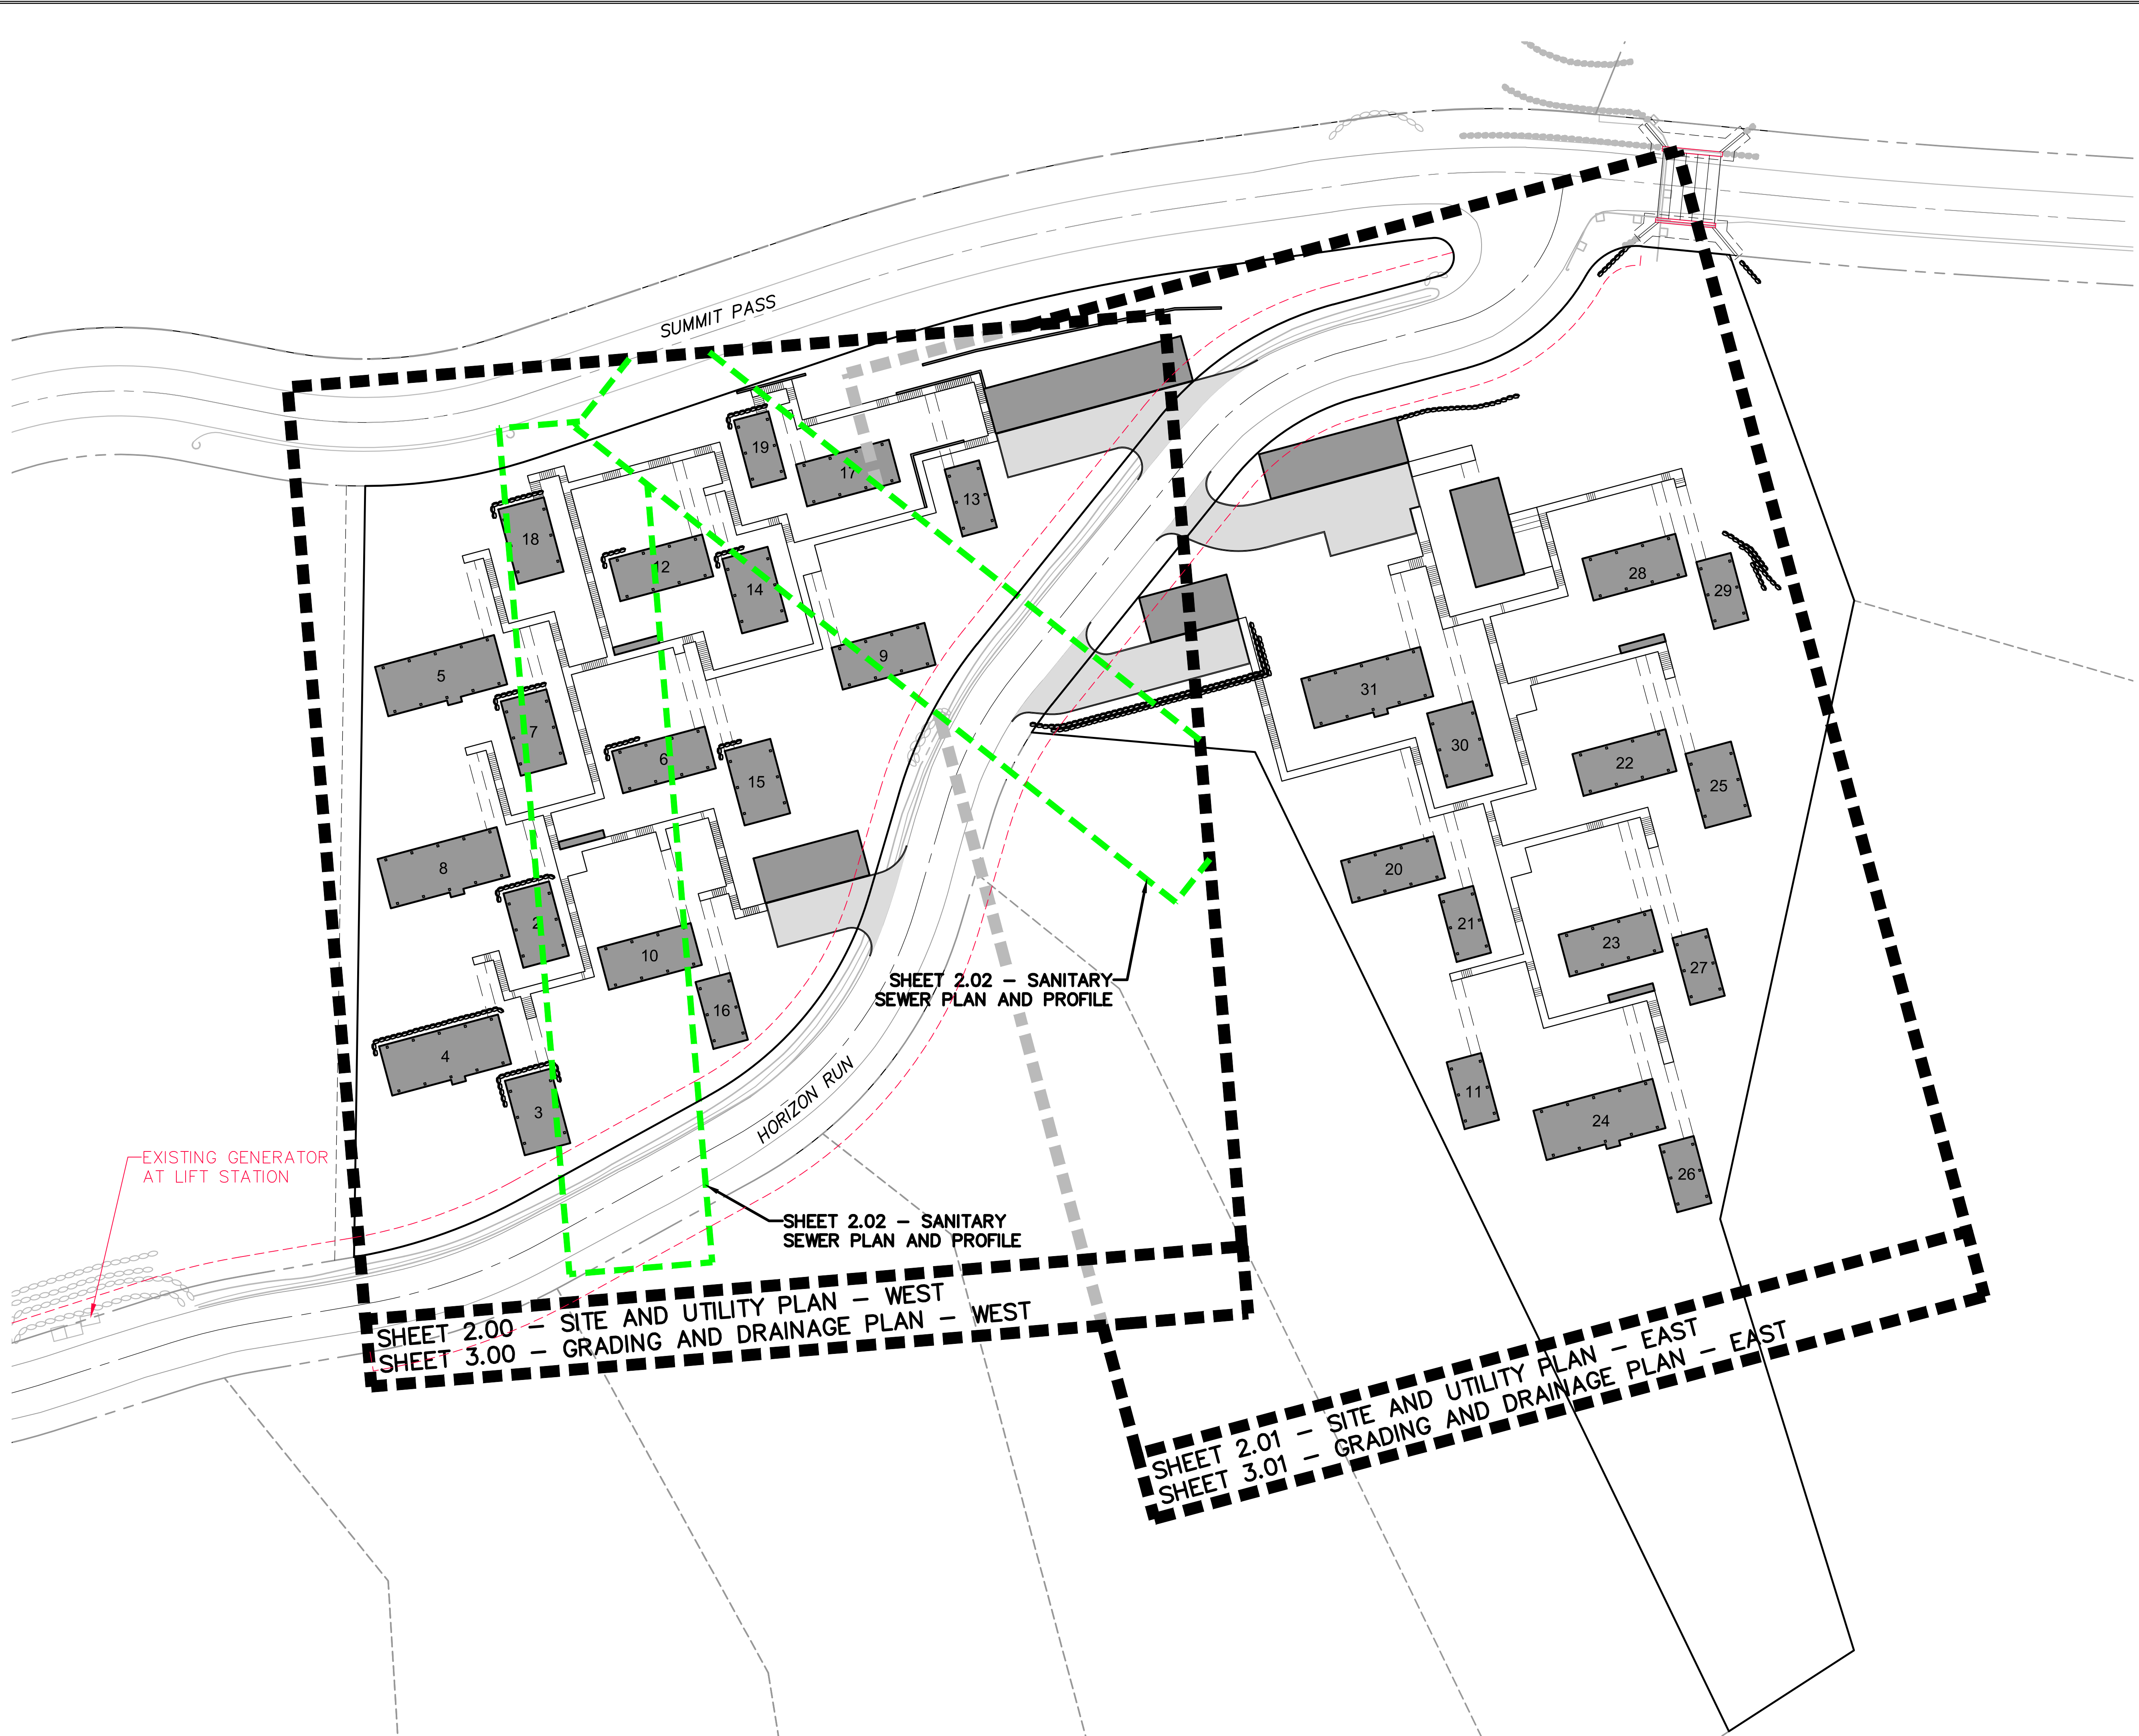 SUMMIT PASS
19
17
13
18
12
14
28
29
5
9
31
7
6
15
30
22
25
8
20
2
21
23
27
10
16
SHEET 2.02 – SANITARY
SEWER PLAN AND PROFILE
4
3
HORIZON RUN
11
24
26
EXISTING GENERATOR
AT LIFT STATION
SHEET 2.02 – SANITARY
SEWER PLAN AND PROFILE
SHEET 2.00 – SITE AND UTILITY PLAN – WEST
SHEET 3.00 – GRADING AND DRAINAGE PLAN – WEST
SHEET 2.01 – SITE AND UTILITY PLAN – EAST
SHEET 3.01 – GRADING AND DRAINAGE PLAN – EAST